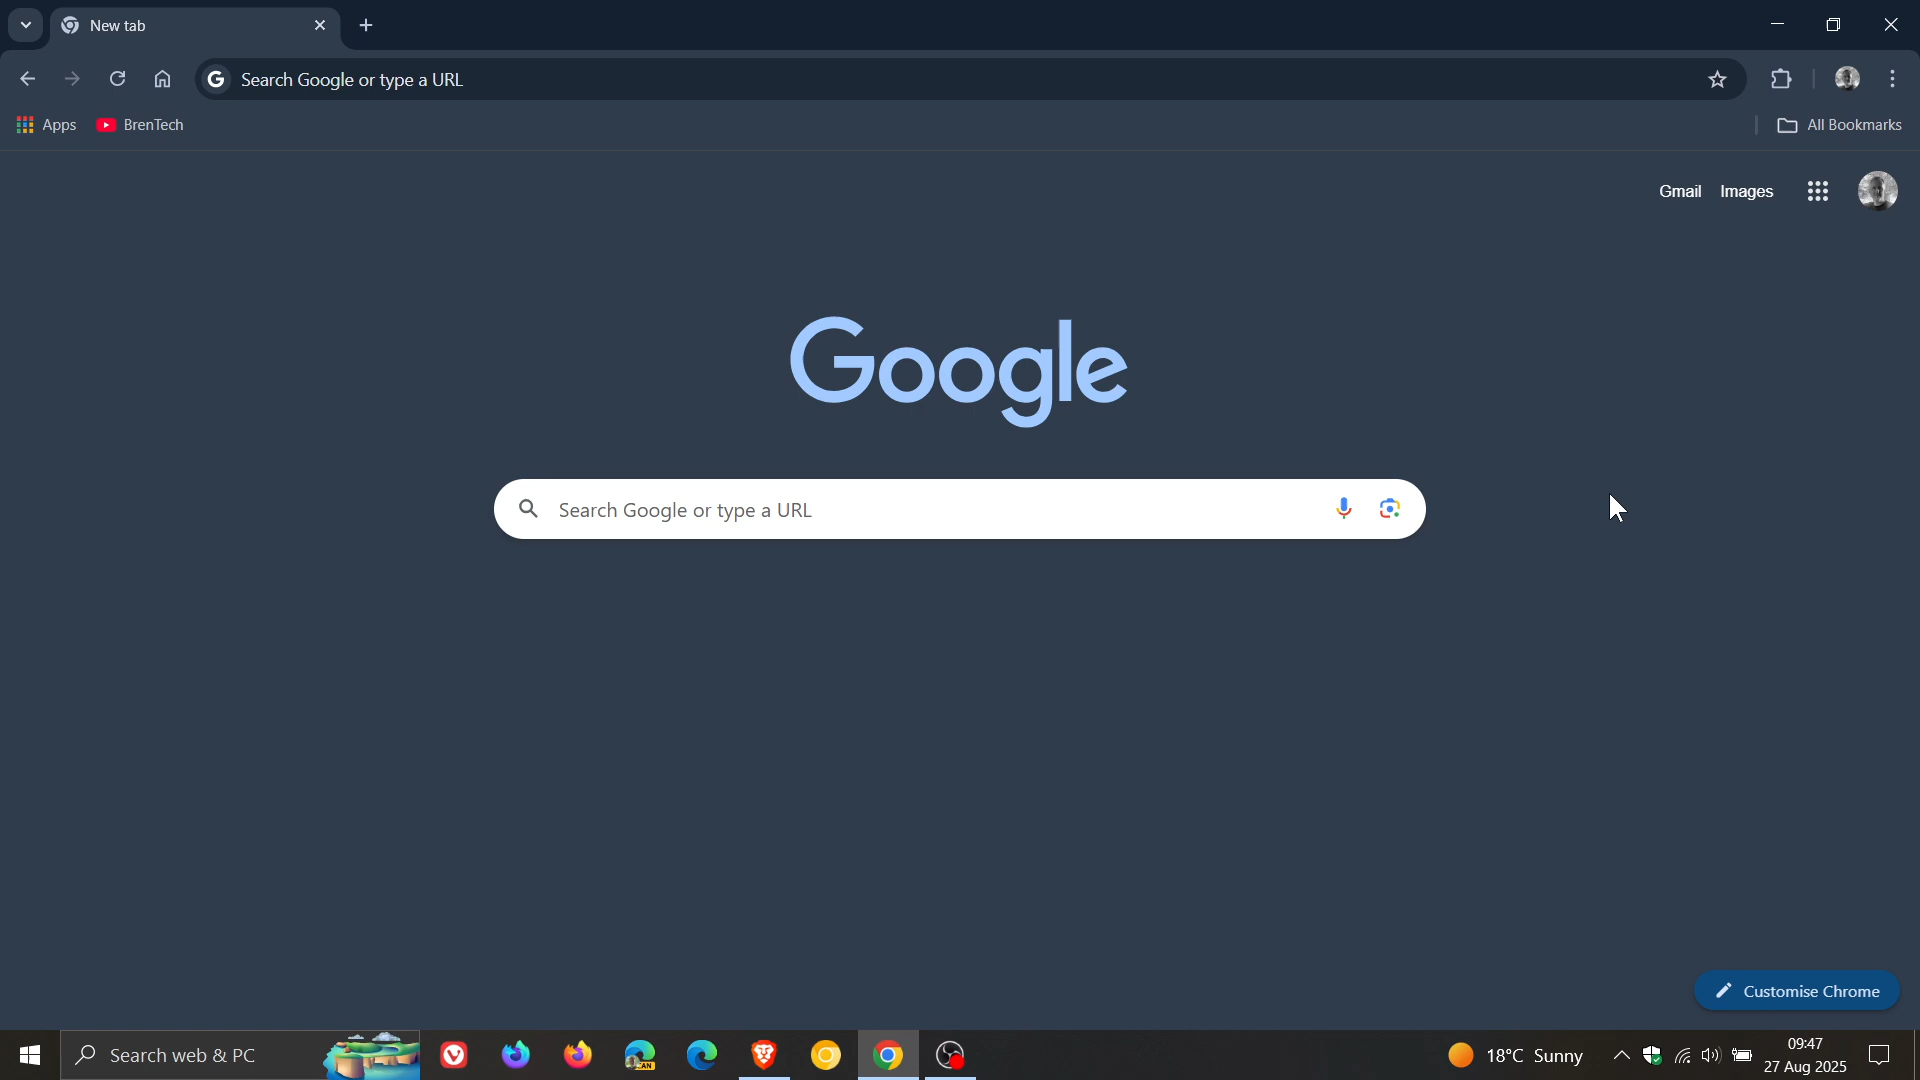 New tab
Search Google or type a URL
Apps
BrenTech
All Bookmarks
Gmail
Images
Google
Search Google or type a URL
Customise Chrome
Search web & PC
CAN
18°C Sunny
09:47
27 Aug 2025